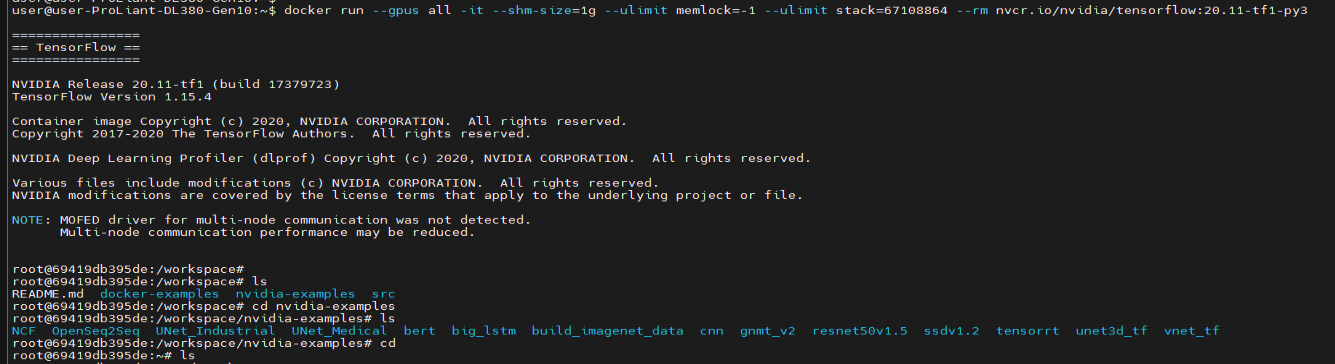 user@user-ProLiant-DL380-Gen10:~$ docker run --gpus all -it --shm-size=1g --ulimit memlock=-1 --ulimit stack=67108864 --rm nvcr.io/nvidia/tensorflow:20.11-tf1-py3
================
== TensorFlow ==
================
NVIDIA Release 20.11-tf1 (build 17379723)
TensorFlow Version 1.15.4
Container image Copyright (c) 2020, NVIDIA CORPORATION.  All rights reserved.
Copyright 2017-2020 The TensorFlow Authors.  All rights reserved.
NVIDIA Deep Learning Profiler (dlprof) Copyright (c) 2020, NVIDIA CORPORATION.  All rights reserved.
Various files include modifications (c) NVIDIA CORPORATION.  All rights reserved.
NVIDIA modifications are covered by the license terms that apply to the underlying project or file.
NOTE: MOFED driver for multi-node communication was not detected.
Multi-node communication performance may be reduced.
root@69419db395de:/workspace#
root@69419db395de:/workspace# ls
README.md  docker-examples  nvidia-examples  src
root@69419db395de:/workspace# cd nvidia-examples
root@69419db395de:/workspace/nvidia-examples# ls
NCF  OpenSeq2Seq  UNet_Industrial  UNet_Medical  bert  big_lstm  build_imagenet_data  cnn  gnmt_v2  resnet50v1.5  ssdv1.2  tensorrt  unet3d_tf  vnet_tf
root@69419db395de:/workspace/nvidia-examples# cd
root@69419db395de:~# ls